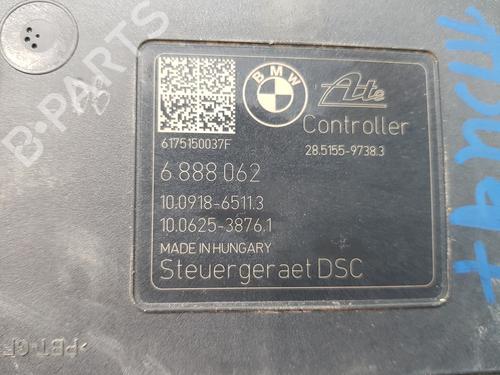 BMW
Ate
Controller
6175150037F
28.5155-9738.3
6 888 062
10.0918-6511.3
10.0625-3876.1
MADE IN HUNGARY
Steuergeraet DSC
B-PARTS
>PBT-GF